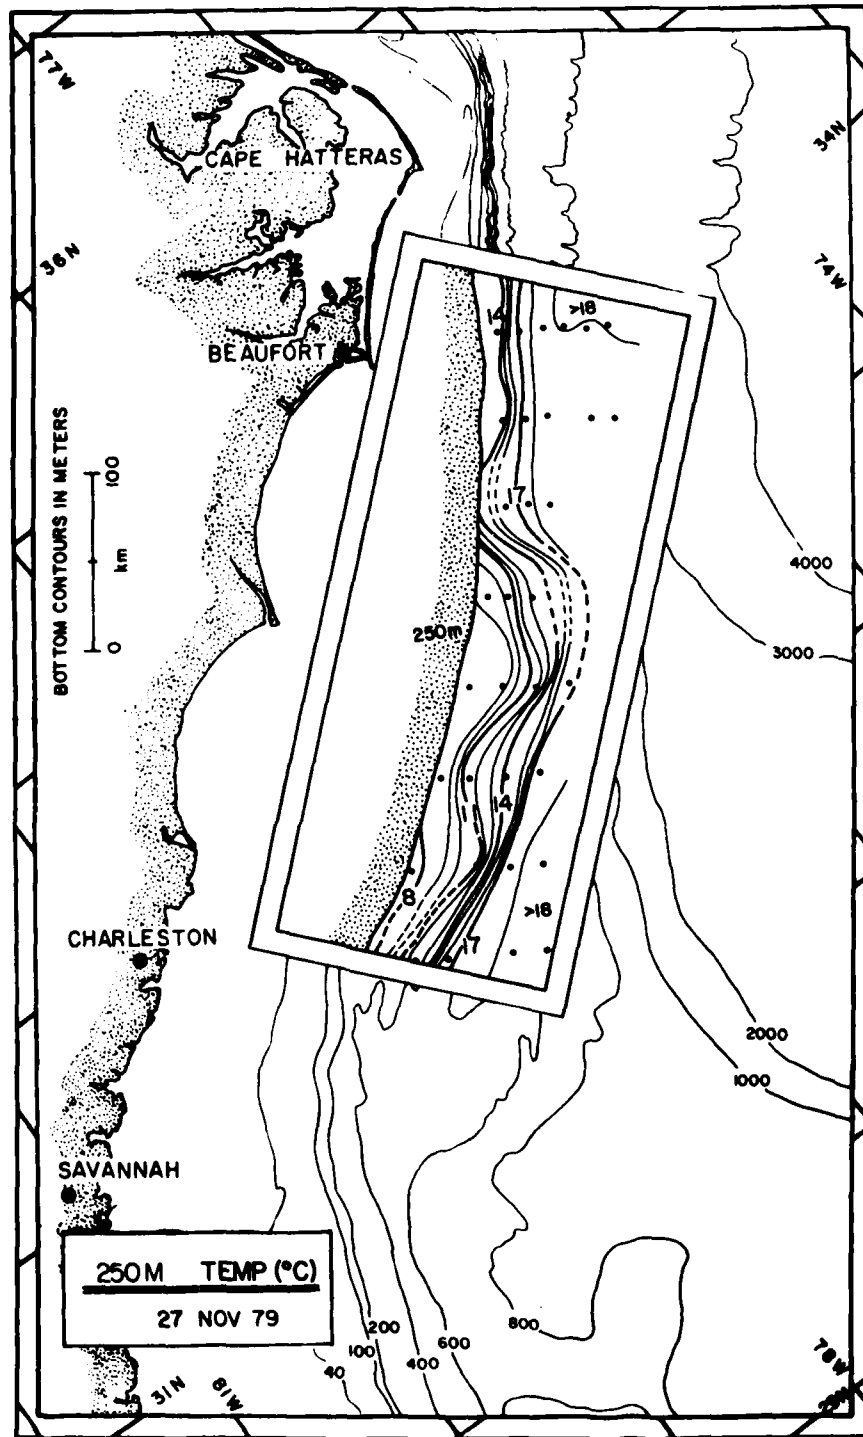 77W
34N
CAPE HATTERAS
36N
74W
>18
14
BEAUFORT
BOTTOM CONTOURS IN METERS
100
km
0
17
4000
250m
3000
14
8
>18
CHARLESTON
17
2000
1000
SAVANNAH
250M TEMP (°C)
27 NOV 79
200
100
40
400
600
800
78W
31N
81W